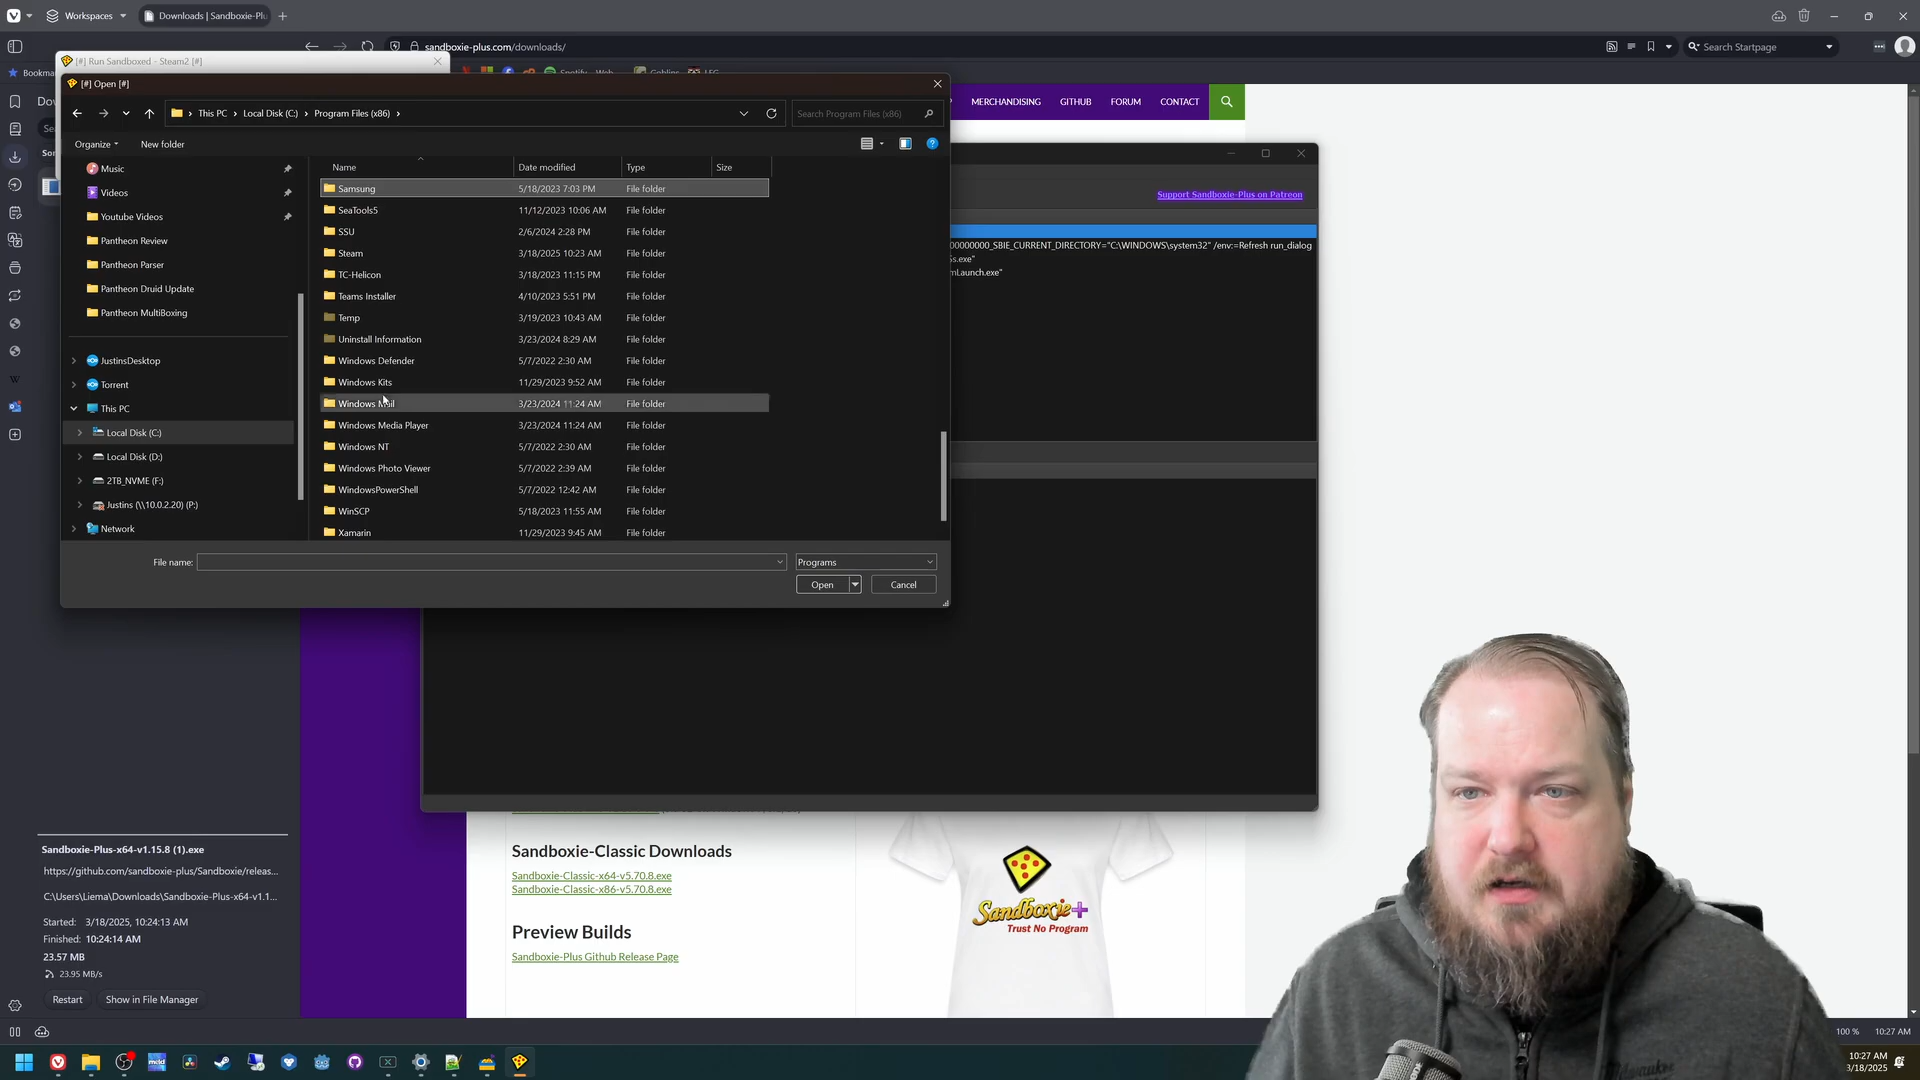 Workspaces
Downloads | Sandboxie-Plu
sandboxie-plus.com/downloads/
Search Startpage
[#] Run Sandboxed - Steam2 [#]
[#] Open [#]
This PC
Local Disk (C:)
Program Files (x86)
Search Program Files (x86)
MERCHANDISING
GITHUB
FORUM
CONTACT
Organize
New folder
Name
Date modified
Type
Size
Music
Videos
Youtube Videos
Pantheon Review
Pantheon Parser
Pantheon Druid Update
Pantheon MultiBoxing
JustinsDesktop
Torrent
This PC
Local Disk (C:)
Local Disk (D:)
2TB_NVME (F:)
Justins (\\10.0.2.20) (P:)
Network
Samsung 5/18/2023 7:03 PM File folder
SeaTools5 11/12/2023 10:06 AM File folder
SSU 2/6/2024 2:28 PM File folder
Steam 3/18/2025 10:23 AM File folder
TC-Helicon 3/18/2023 11:15 PM File folder
Teams Installer 4/10/2023 5:51 PM File folder
Temp 3/19/2023 10:43 AM File folder
Uninstall Information 3/23/2024 8:29 AM File folder
Windows Defender 5/7/2022 2:30 AM File folder
Windows Kits 11/29/2023 9:52 AM File folder
Windows Mail 3/23/2024 11:24 AM File folder
Windows Media Player 3/23/2024 11:24 AM File folder
Windows NT 5/7/2022 2:30 AM File folder
Windows Photo Viewer 5/7/2022 2:39 AM File folder
WindowsPowerShell 5/7/2022 12:42 AM File folder
WinSCP 5/18/2023 11:55 AM File folder
Xamarin 11/29/2023 9:45 AM File folder
File name:
Programs
Open
Cancel
Support Sandboxie-Plus on Patreon
00000000_SBIE_CURRENT_DIRECTORY="C:\WINDOWS\system32" /env:=Refresh run_dialog
s.exe"
mLaunch.exe"
Sandboxie-Classic Downloads
Sandboxie-Classic-x64-v5.70.8.exe
Sandboxie-Classic-x86-v5.70.8.exe
Preview Builds
Sandboxie-Plus Github Release Page
Sandboxie+
Trust No Program
Sandboxie-Plus-x64-v1.15.8 (1).exe
https://github.com/sandboxie-plus/Sandboxie/releas...
C:\Users\Liema\Downloads\Sandboxie-Plus-x64-v1.1...
Started: 3/18/2025, 10:24:13 AM
Finished: 10:24:14 AM
23.57 MB
23.95 MB/s
Restart
Show in File Manager
100 %
10:27 AM
10:27 AM
3/18/2025